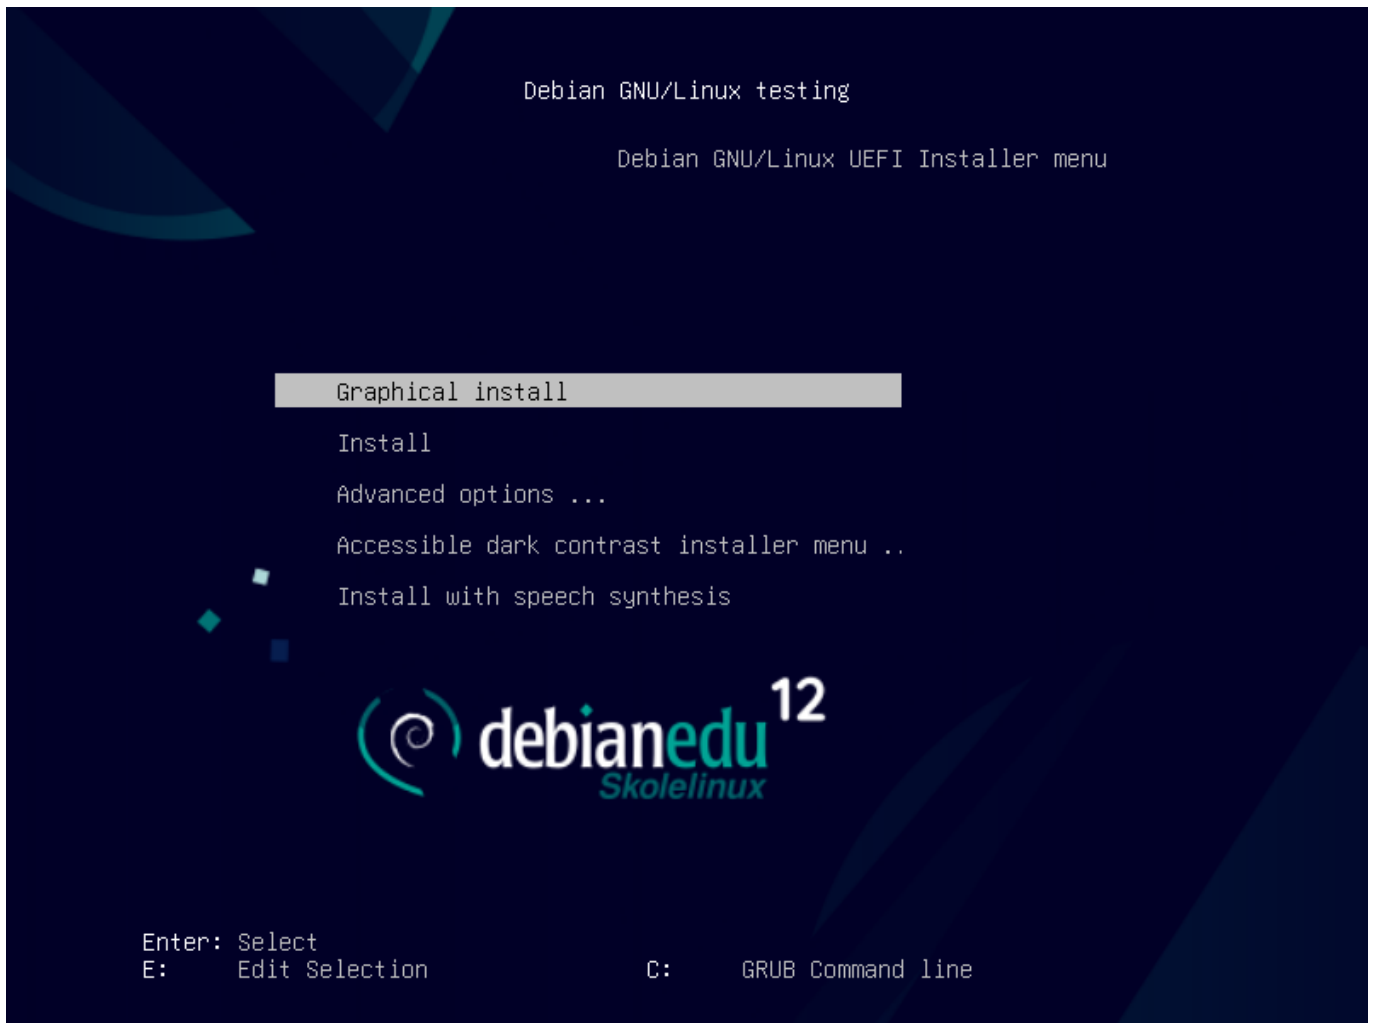 Debian GNU/Linux testing
Debian GNU/Linux UEFI Installer menu
Graphical install
Install
Advanced options ...
Accessible dark contrast installer menu ..
Install with speech synthesis
debianedu 12
Skolelinux
Enter: Select
E: Edit Selection C: GRUB Command line